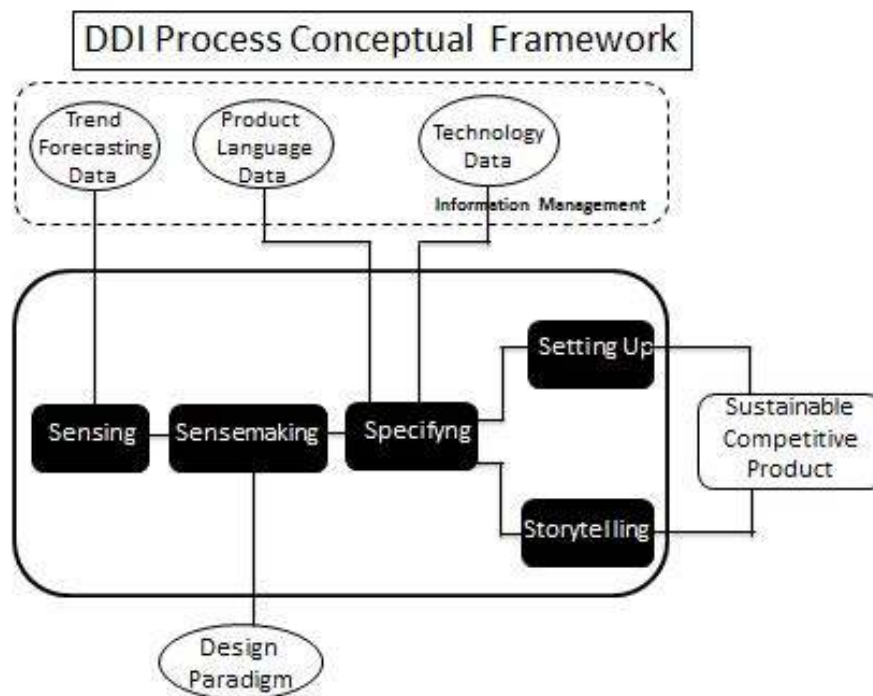 DDI Process Conceptual Framework
Trend
Forecasting
Data
Product
Language
Data
Technology
Data
Information Management
Setting Up
Sensing
Sensemaking
Specifyng
Sustainable
Competitive
Product
Storytelling
Design
Paradigm